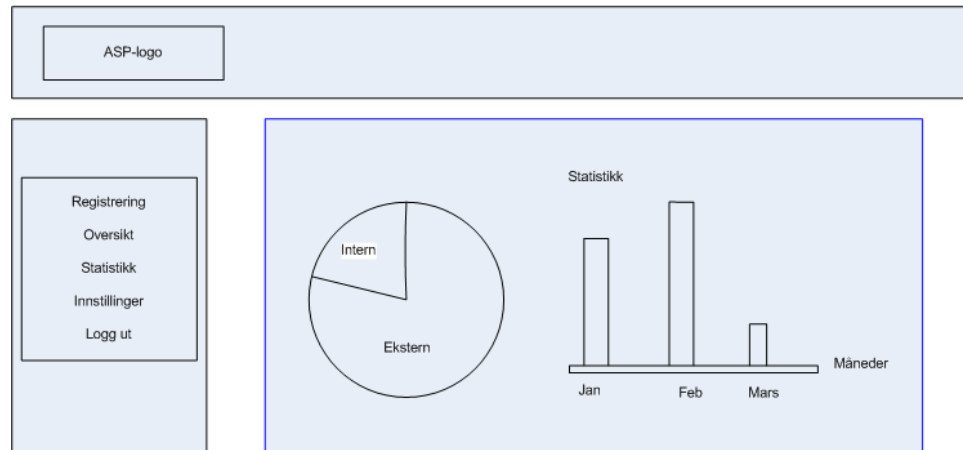 ASP-logo
Registrering
Oversikt
Statistikk
Innstillinger
Logg ut
Intern
Ekstern
Statistikk
Måneder
Jan Feb Mars